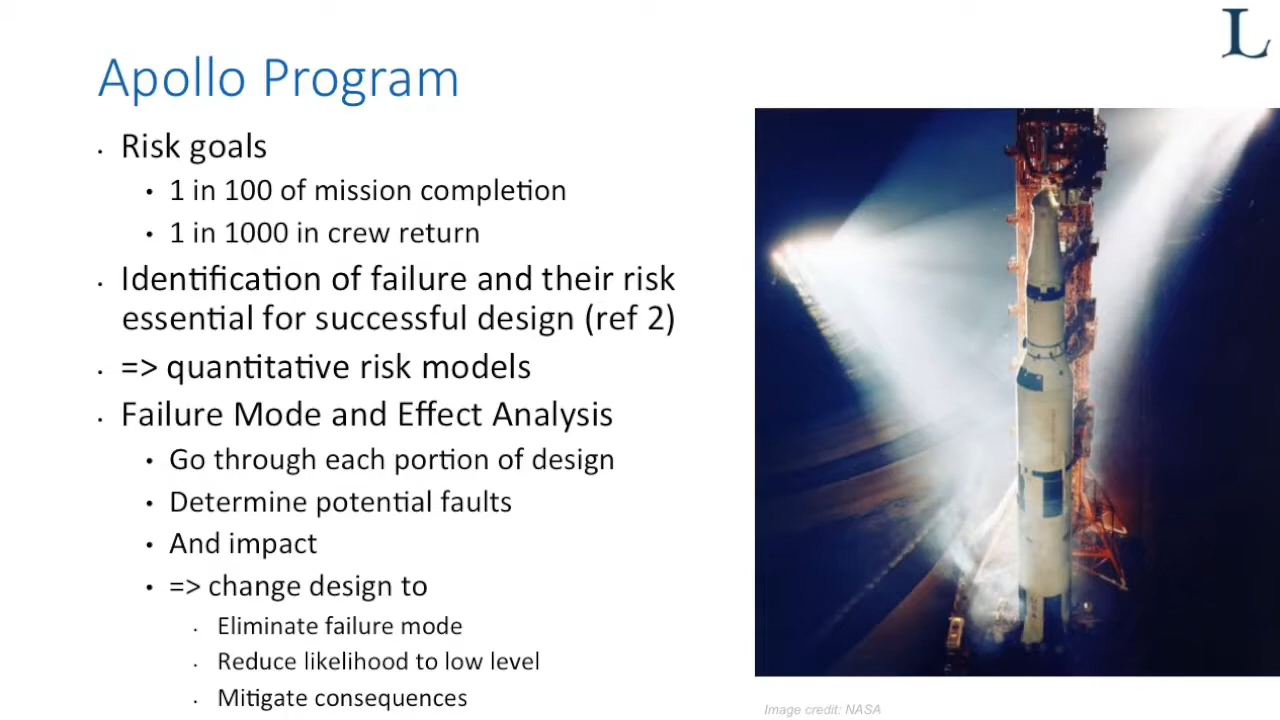 L
Apollo Program
• Risk goals
• 1 in 100 of mission completion
• 1 in 1000 in crew return
• Identification of failure and their risk
essential for successful design (ref 2)
• => quantitative risk models
• Failure Mode and Effect Analysis
• Go through each portion of design
• Determine potential faults
• And impact
• => change design to
• Eliminate failure mode
• Reduce likelihood to low level
• Mitigate consequences
Image credit: NASA